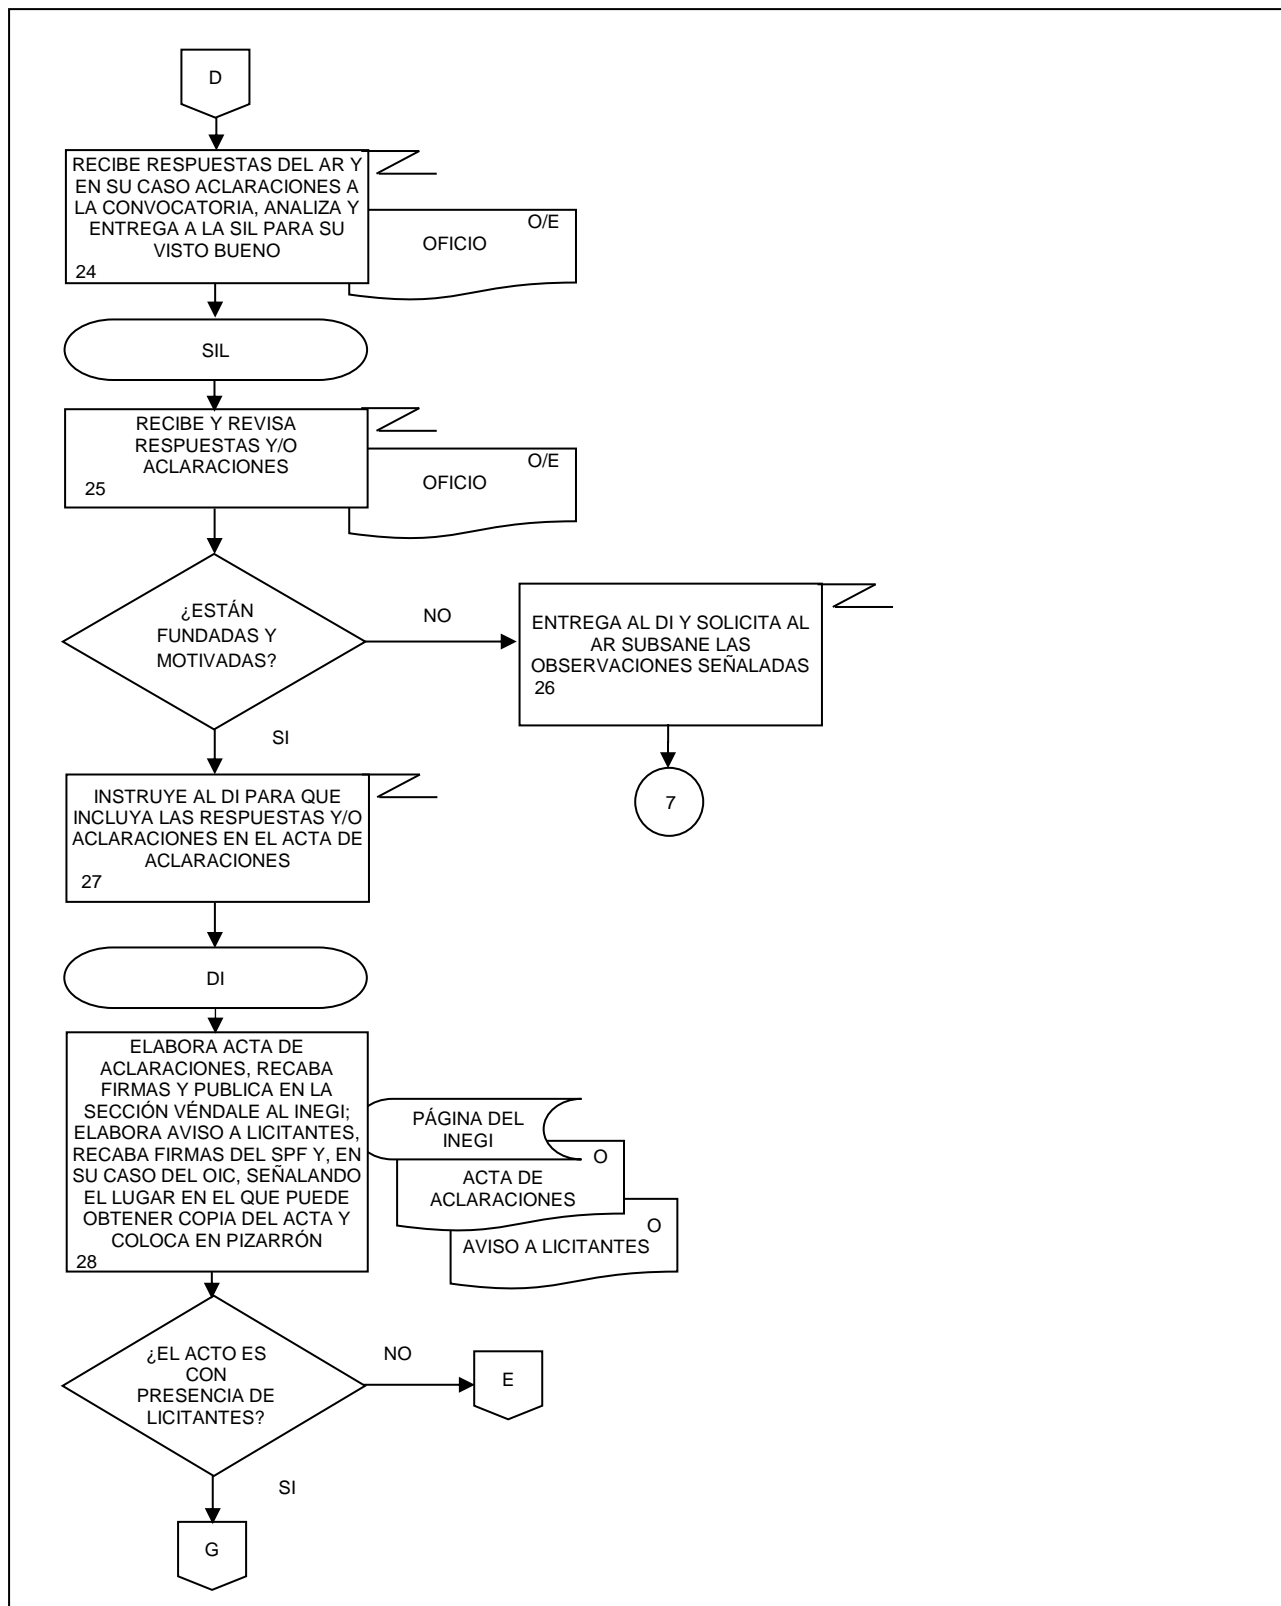 D
RECIBE RESPUESTAS DEL AR Y
EN SU CASO ACLARACIONES A
LA CONVOCATORIA, ANALIZA Y
ENTREGA A LA SIL PARA SU
VISTO BUENO
24
O/E
OFICIO
SIL
RECIBE Y REVISA
RESPUESTAS Y/O
ACLARACIONES
25
O/E
OFICIO
¿ESTÁN
FUNDADAS Y
MOTIVADAS?
NO
ENTREGA AL DI Y SOLICITA AL
AR SUBSANE LAS
OBSERVACIONES SEÑALADAS
26
7
SI
INSTRUYE AL DI PARA QUE
INCLUYA LAS RESPUESTAS Y/O
ACLARACIONES EN EL ACTA DE
ACLARACIONES
27
DI
ELABORA ACTA DE
ACLARACIONES, RECABA
FIRMAS Y PUBLICA EN LA
SECCIÓN VÉNDALE AL INEGI;
ELABORA AVISO A LICITANTES,
RECABA FIRMAS DEL SPF Y, EN
SU CASO DEL OIC, SEÑALANDO
EL LUGAR EN EL QUE PUEDE
OBTENER COPIA DEL ACTA Y
COLOCA EN PIZARRÓN
28
PÁGINA DEL
INEGI
O
ACTA DE
ACLARACIONES
O
AVISO A LICITANTES
¿EL ACTO ES
CON
PRESENCIA DE
LICITANTES?
NO
E
SI
G